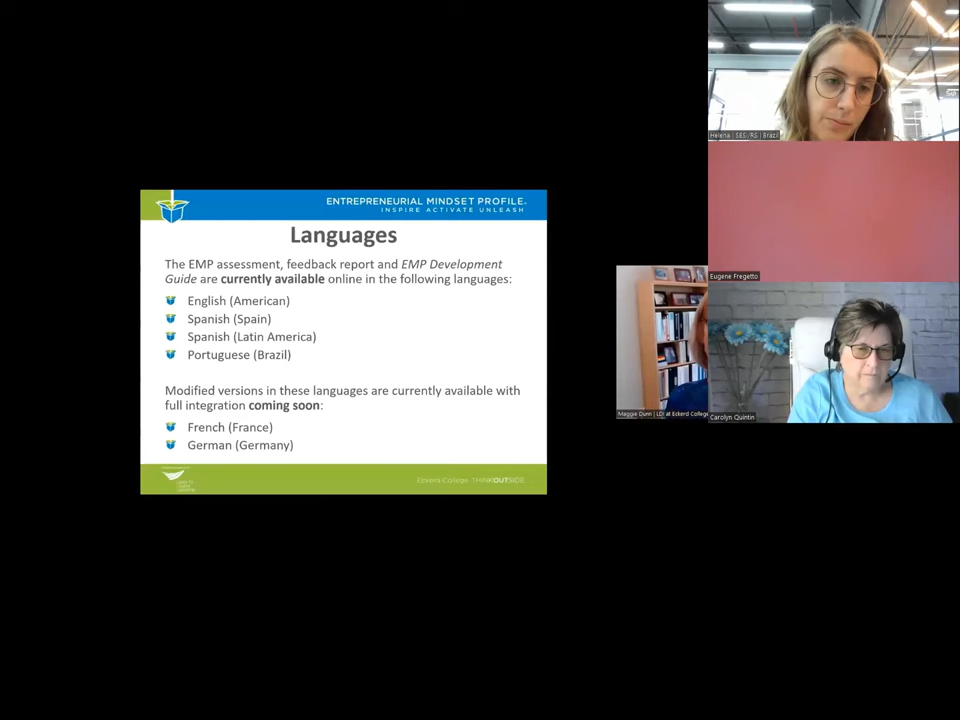 ENTREPRENEURIAL MINDSET PROFILE
INSPIRE ACTIVATE UNLEASH
Languages
The EMP assessment, feedback report and EMP Development
Guide are currently available online in the following languages:
English (American)
Spanish (Spain)
Spanish (Latin America)
Portuguese (Brazil)
Modified versions in these languages are currently available with
full integration coming soon:
French (France)
German (Germany)
Eckerd College THINKOUTSIDE
Helena | SESI/RS | Brazil
Eugene Fregetto
Maggie Dunn | LDI at Eckerd College
Carolyn Quintin